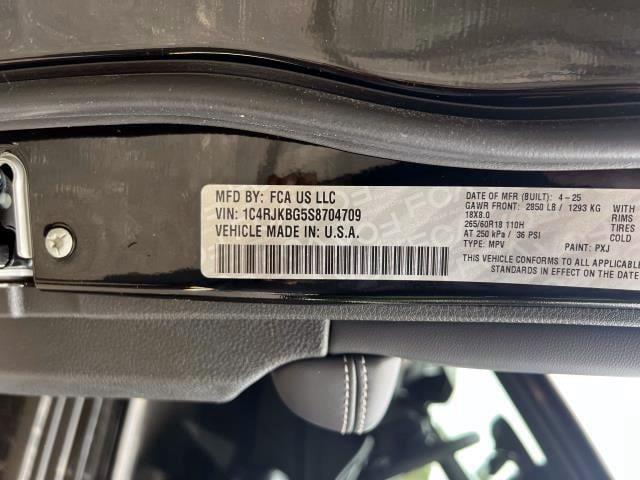 MFD BY: FCA US LLC
VIN: 1C4RJKBG5S8704709
VEHICLE MADE IN: U.S.A.
DATE OF MFR (BUILT): 4-25
GAWR FRONT: 2850 LB / 1293 KG WITH
18X8.0 RIMS
265/60R18 110H TIRES
AT 250 kPa / 36 PSI COLD
TYPE: MPV PAINT: PXJ
THIS VEHICLE CONFORMS TO ALL APPLICABLE
STANDARDS IN EFFECT ON THE DATE